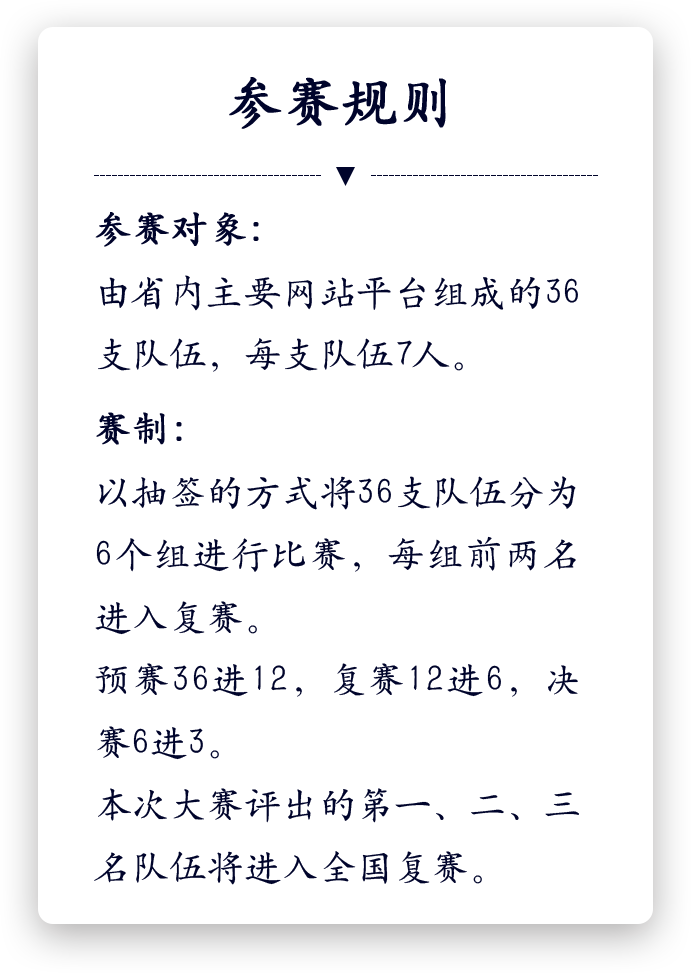 参赛规则
参赛对象：
由省内主要网站平台组成的36
支队伍，每支队伍7人。
赛制：
以抽签的方式将36支队伍分为
6个组进行比赛，每组前两名
进入复赛。
预赛36进12，复赛12进6，决
赛6进3。
本次大赛评出的第一、二、三
名队伍将进入全国复赛。